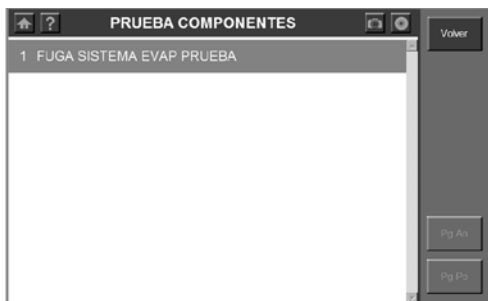 ?
PRUEBA COMPONENTES
Volver
1 FUGA SISTEMA EVAP PRUEBA
Pg An
Pg Po